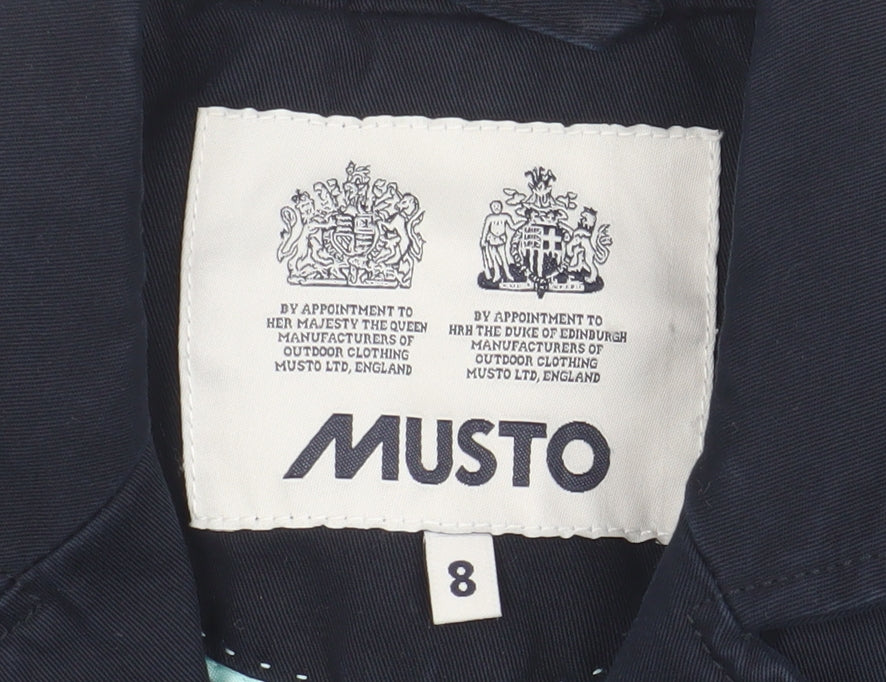 BY APPOINTMENT TO
HER MAJESTY THE QUEEN
MANUFACTURERS OF
OUTDOOR CLOTHING
MUSTO LTD, ENGLAND
BY APPOINTMENT TO
HRH THE DUKE OF EDINBURGH
MANUFACTURERS OF
OUTDOOR CLOTHING
MUSTO LTD, ENGLAND
MUSTO
8